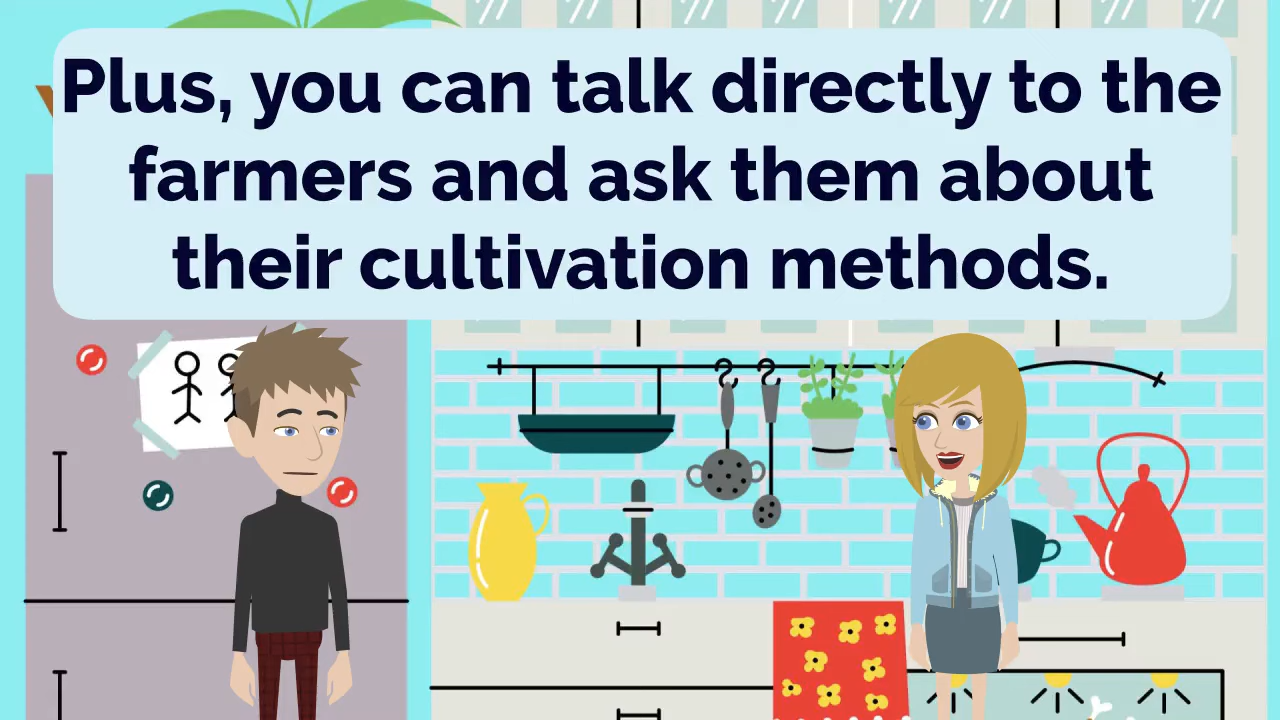 Plus, you can talk directly to the
farmers and ask them about
their cultivation methods.